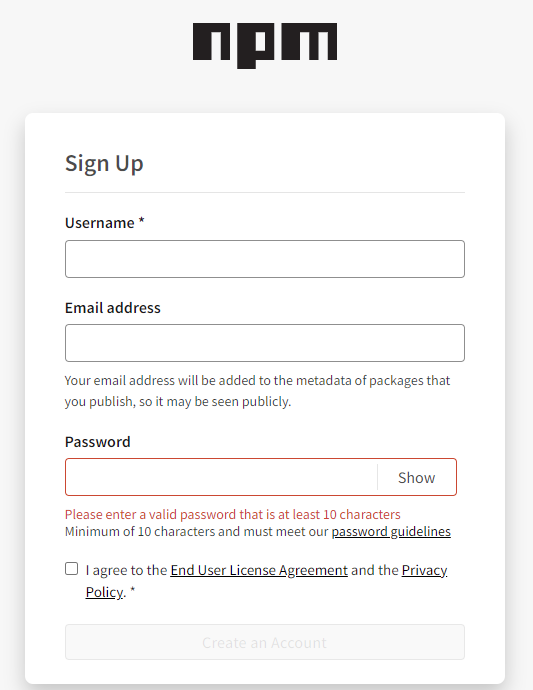 npm
Sign Up
Username *
Email address
Your email address will be added to the metadata of packages that
you publish, so it may be seen publicly.
Password
Show
Please enter a valid password that is at least 10 characters
Minimum of 10 characters and must meet our password guidelines
I agree to the End User License Agreement and the Privacy
Policy. *
Create an Account